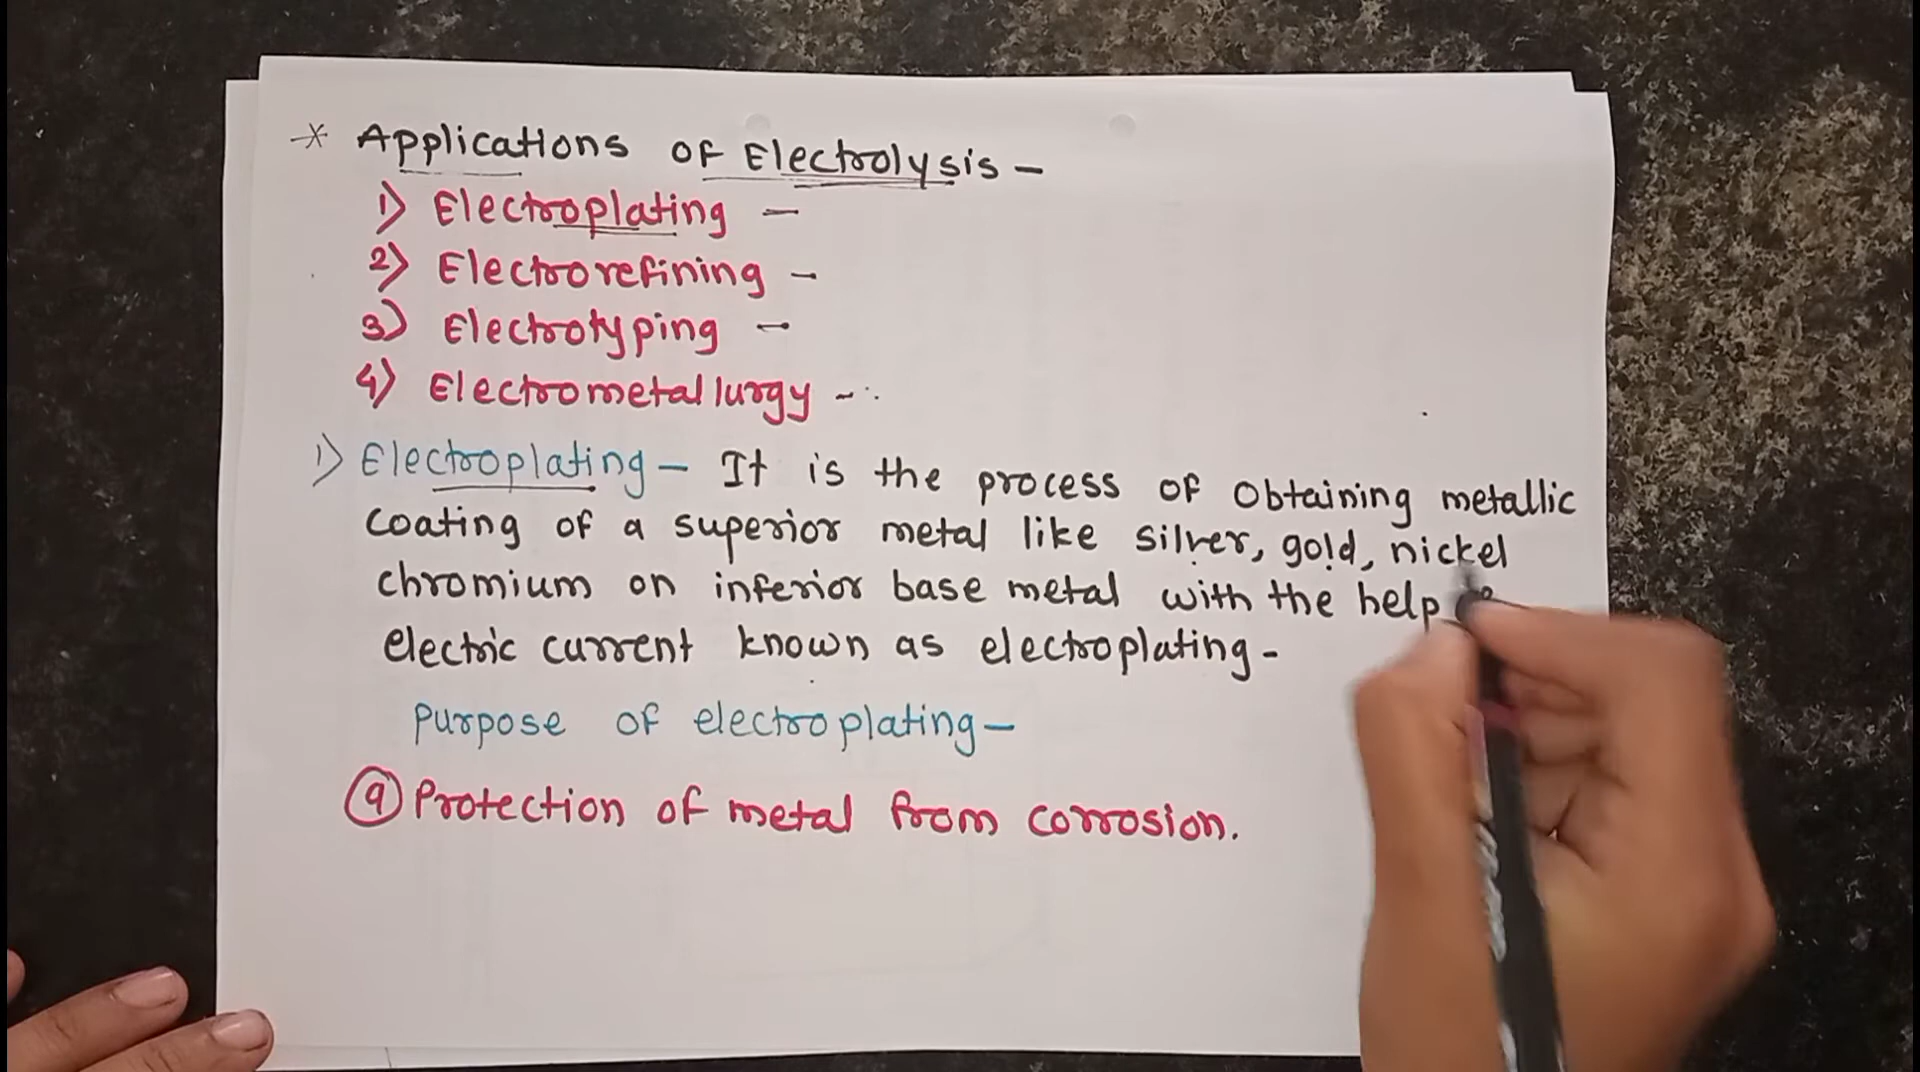 * Applications of Electrolysis -
1) Electroplating -
2) Electrorefining -
3) Electrotyping -
4) Electrometallurgy -
1) Electroplating - It is the process of obtaining metallic
coating of a superior metal like silver, gold, nickel
chromium on inferior base metal with the help
electric current known as electroplating -
Purpose of electroplating -
(a) Protection of metal from corrosion.